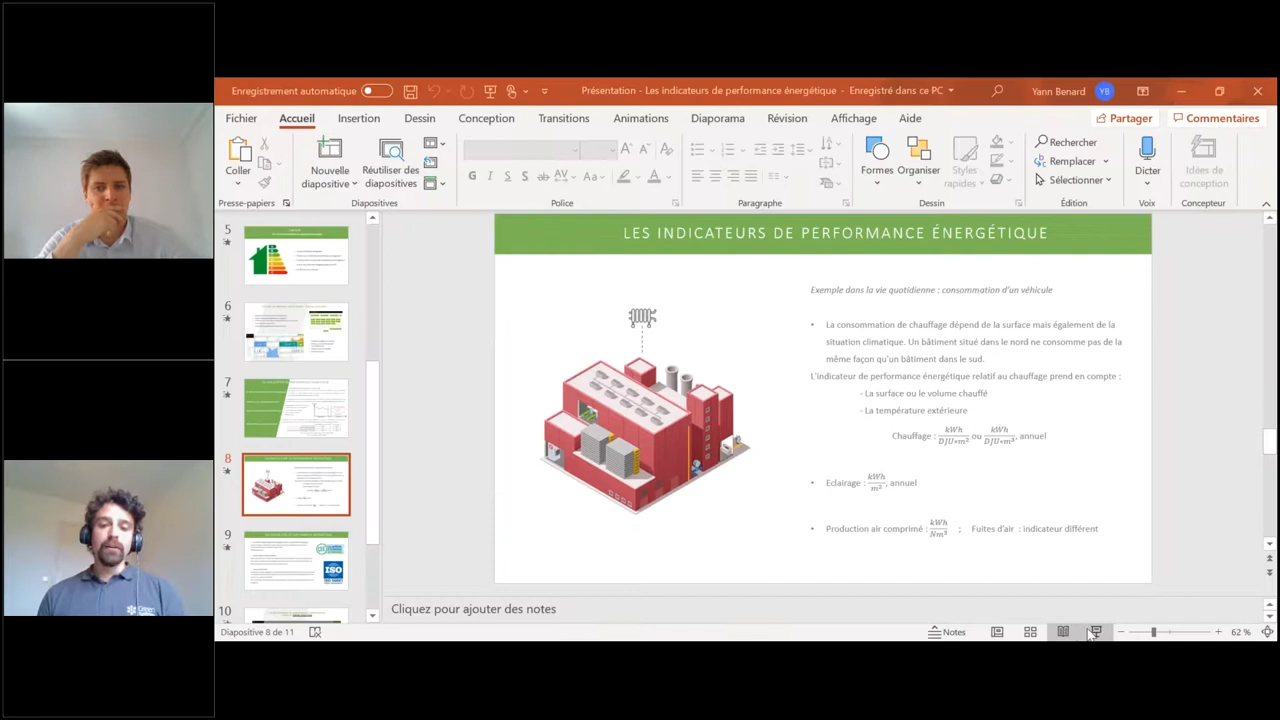 Enregistrement automatique
Présentation - Les indicateurs de performance énergétique - Enregistré dans ce PC
Yann Benard
YB
Fichier Accueil Insertion Dessin Conception Transitions Animations Diaporama Révision Affichage Aide
Partager
Commentaires
Coller
Nouvelle
diapositive
Réutiliser des
diapositives
G I S
Aa
Formes
Organiser
Styles
rapides
Rechercher
Remplacer
Sélectionner
Dicter
Idées de
conception
Presse-papiers
Diapositives
Police
Paragraphe
Dessin
Édition
Voix
Concepteur
5
6
7
8
9
10
ISO
LES INDICATEURS DE PERFORMANCE ÉNERGÉTIQUE
Exemple dans la vie quotidienne : consommation d'un véhicule
• La consommation de chauffage dépend de la surface mais également de la
situation climatique. Un bâtiment situé dans le nord ne consomme pas de la
même façon qu'un bâtiment dans le sud.
L'indicateur de performance énergétique relatif au chauffage prend en compte :
- La surface ou le volume chauffé
- La température extérieure
Chauffage : kWh/DJU*m² ou kWh/DJU*m³, annuel
• Eclairage : kWh/m², annuel
• Production air comprimé : kWh/Nm³ ; Fuites d'air : indicateur différent
Cliquez pour ajouter des notes
Diapositive 8 de 11
Notes
62 %